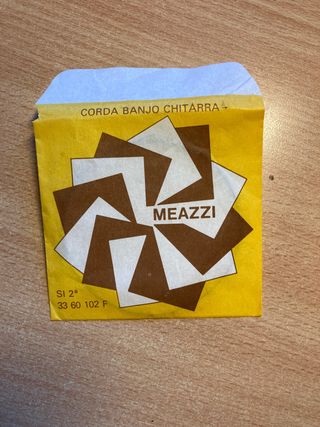 CORDA BANJO CHITARRA
MEAZZI
SI 2ª
33 60 102 F